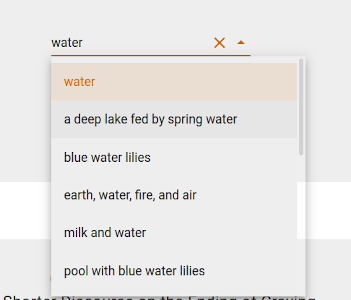 water
water
a deep lake fed by spring water
blue water lilies
earth, water, fire, and air
milk and water
pool with blue water lilies
Shorter Discourse on the Ending of Craving